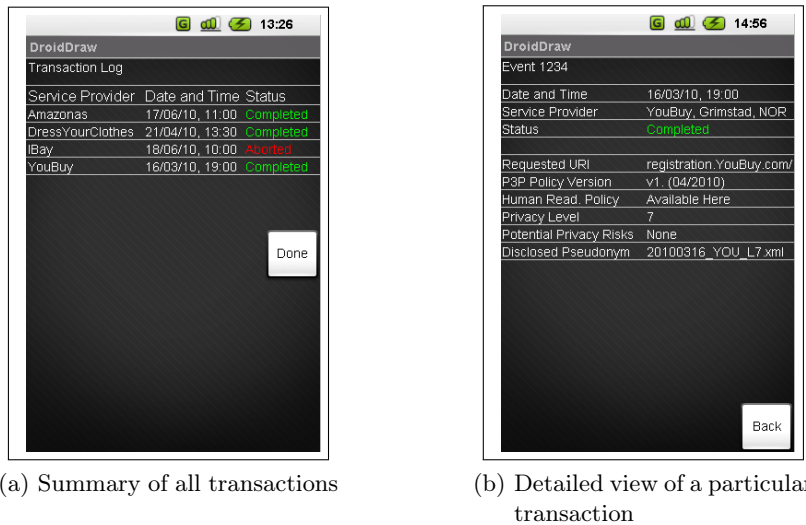 13:26
DroidDraw
Transaction Log
Service Provider Date and Time Status
Amazonas 17/06/10, 11:00 Completed
DressYourClothes 21/04/10, 13:30 Completed
IBay 18/06/10, 10:00 Aborted
YouBuy 16/03/10, 19:00 Completed
Done
(a) Summary of all transactions
G 14:56
DroidDraw
Event 1234
Date and Time 16/03/10, 19:00
Service Provider YouBuy, Grimstad, NOR
Status Completed
Requested URI registration.YouBuy.com/
P3P Policy Version v1. (04/2010)
Human Read. Policy Available Here
Privacy Level 7
Potential Privacy Risks None
Disclosed Pseudonym 20100316_YOU_L7.xml
Back
(b) Detailed view of a particular
transaction